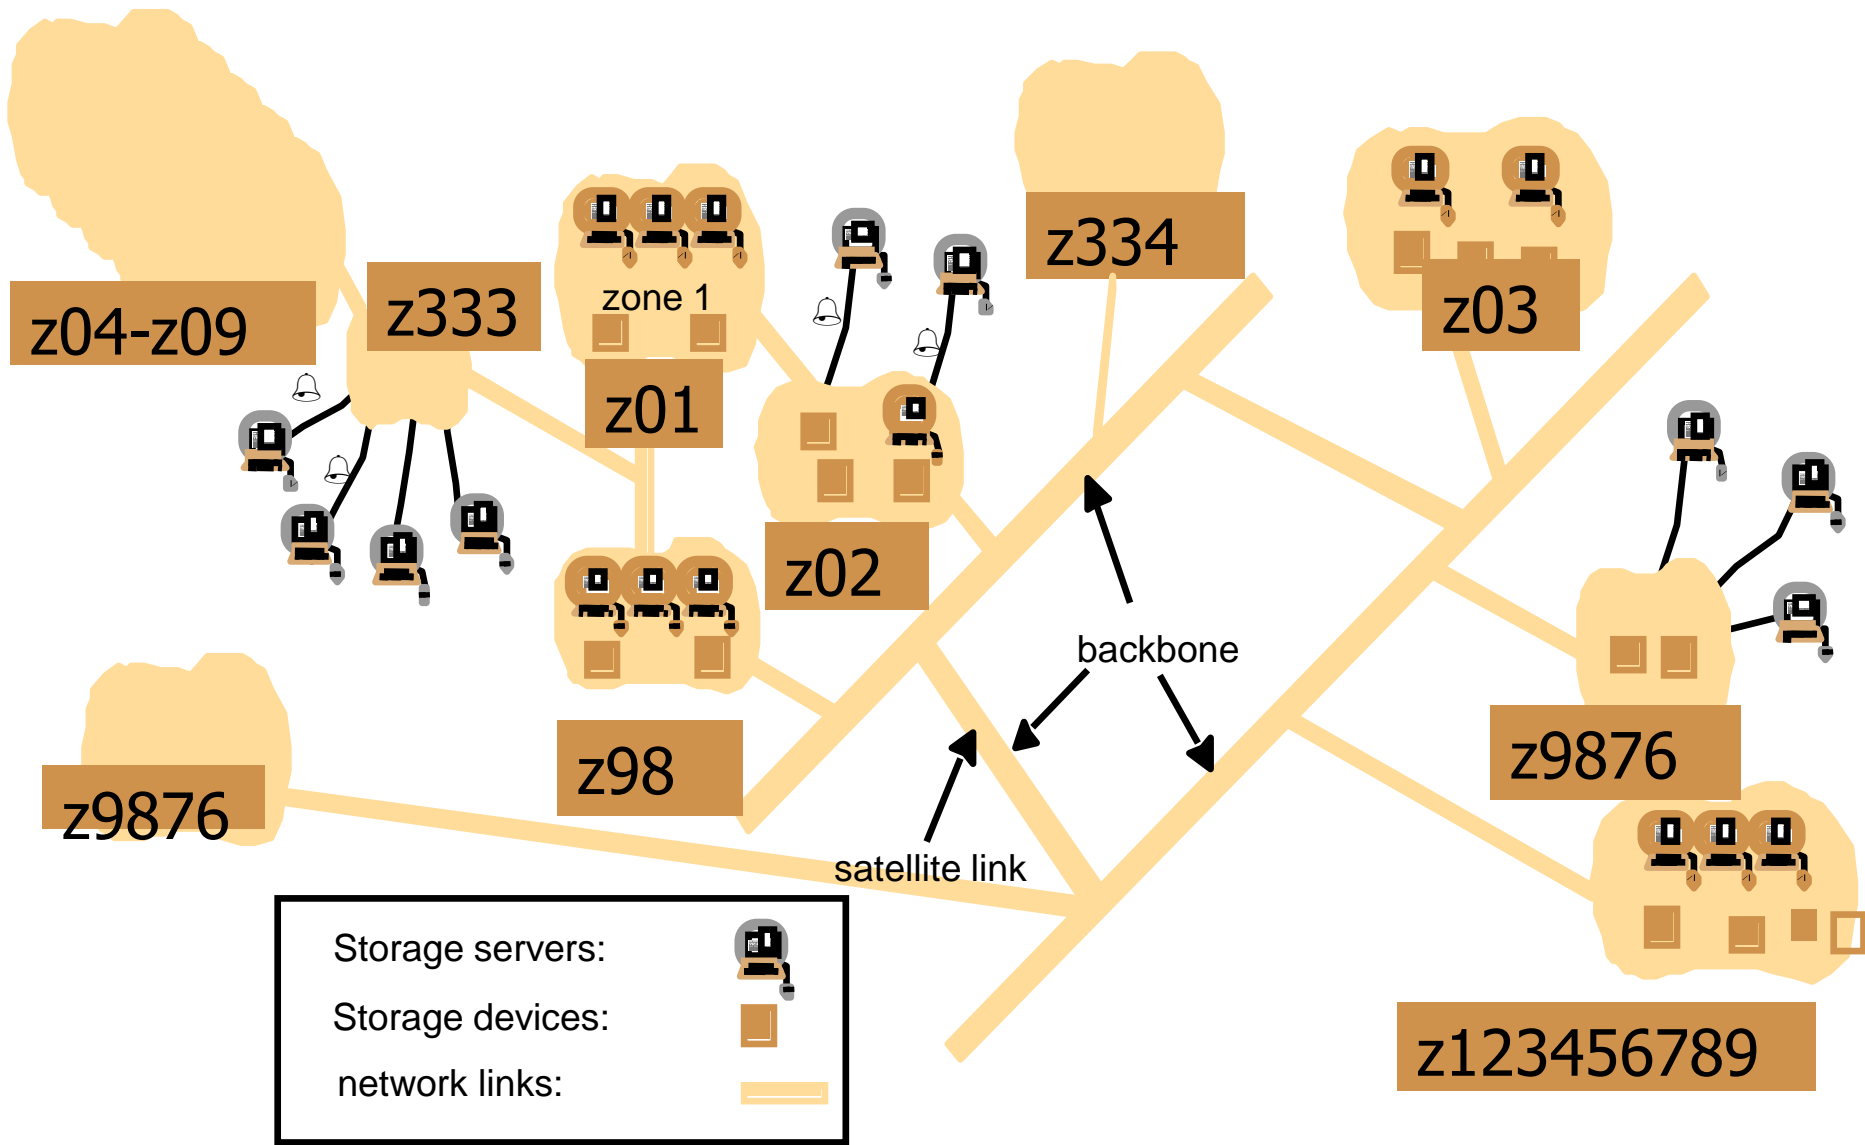 z334
z03
z333
z04-z09
zone 1
z01
z02
backbone
z98
z9876
z9876
satellite link
Storage servers:
Storage devices:
network links:
z123456789